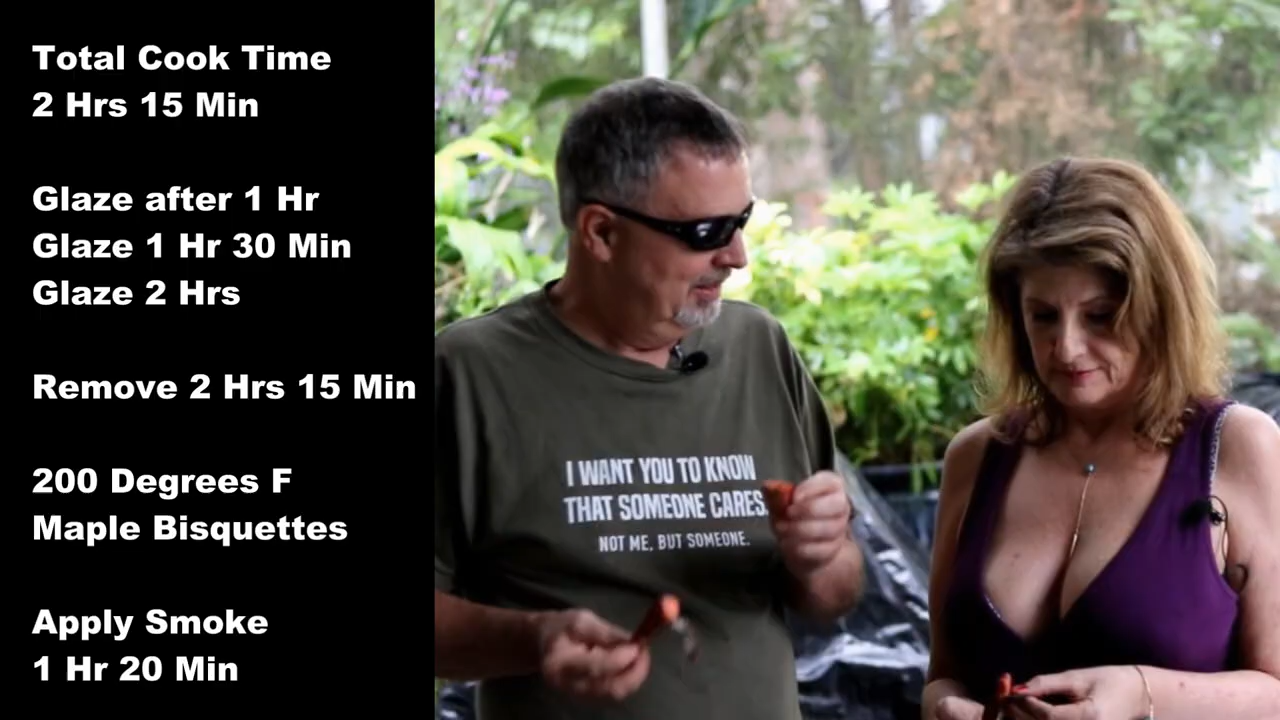 Total Cook Time
2 Hrs 15 Min
Glaze after 1 Hr
Glaze 1 Hr 30 Min
Glaze 2 Hrs
Remove 2 Hrs 15 Min
200 Degrees F
Maple Bisquettes
Apply Smoke
1 Hr 20 Min
I WANT YOU TO KNOW
THAT SOMEONE CARES.
NOT ME, BUT SOMEONE.